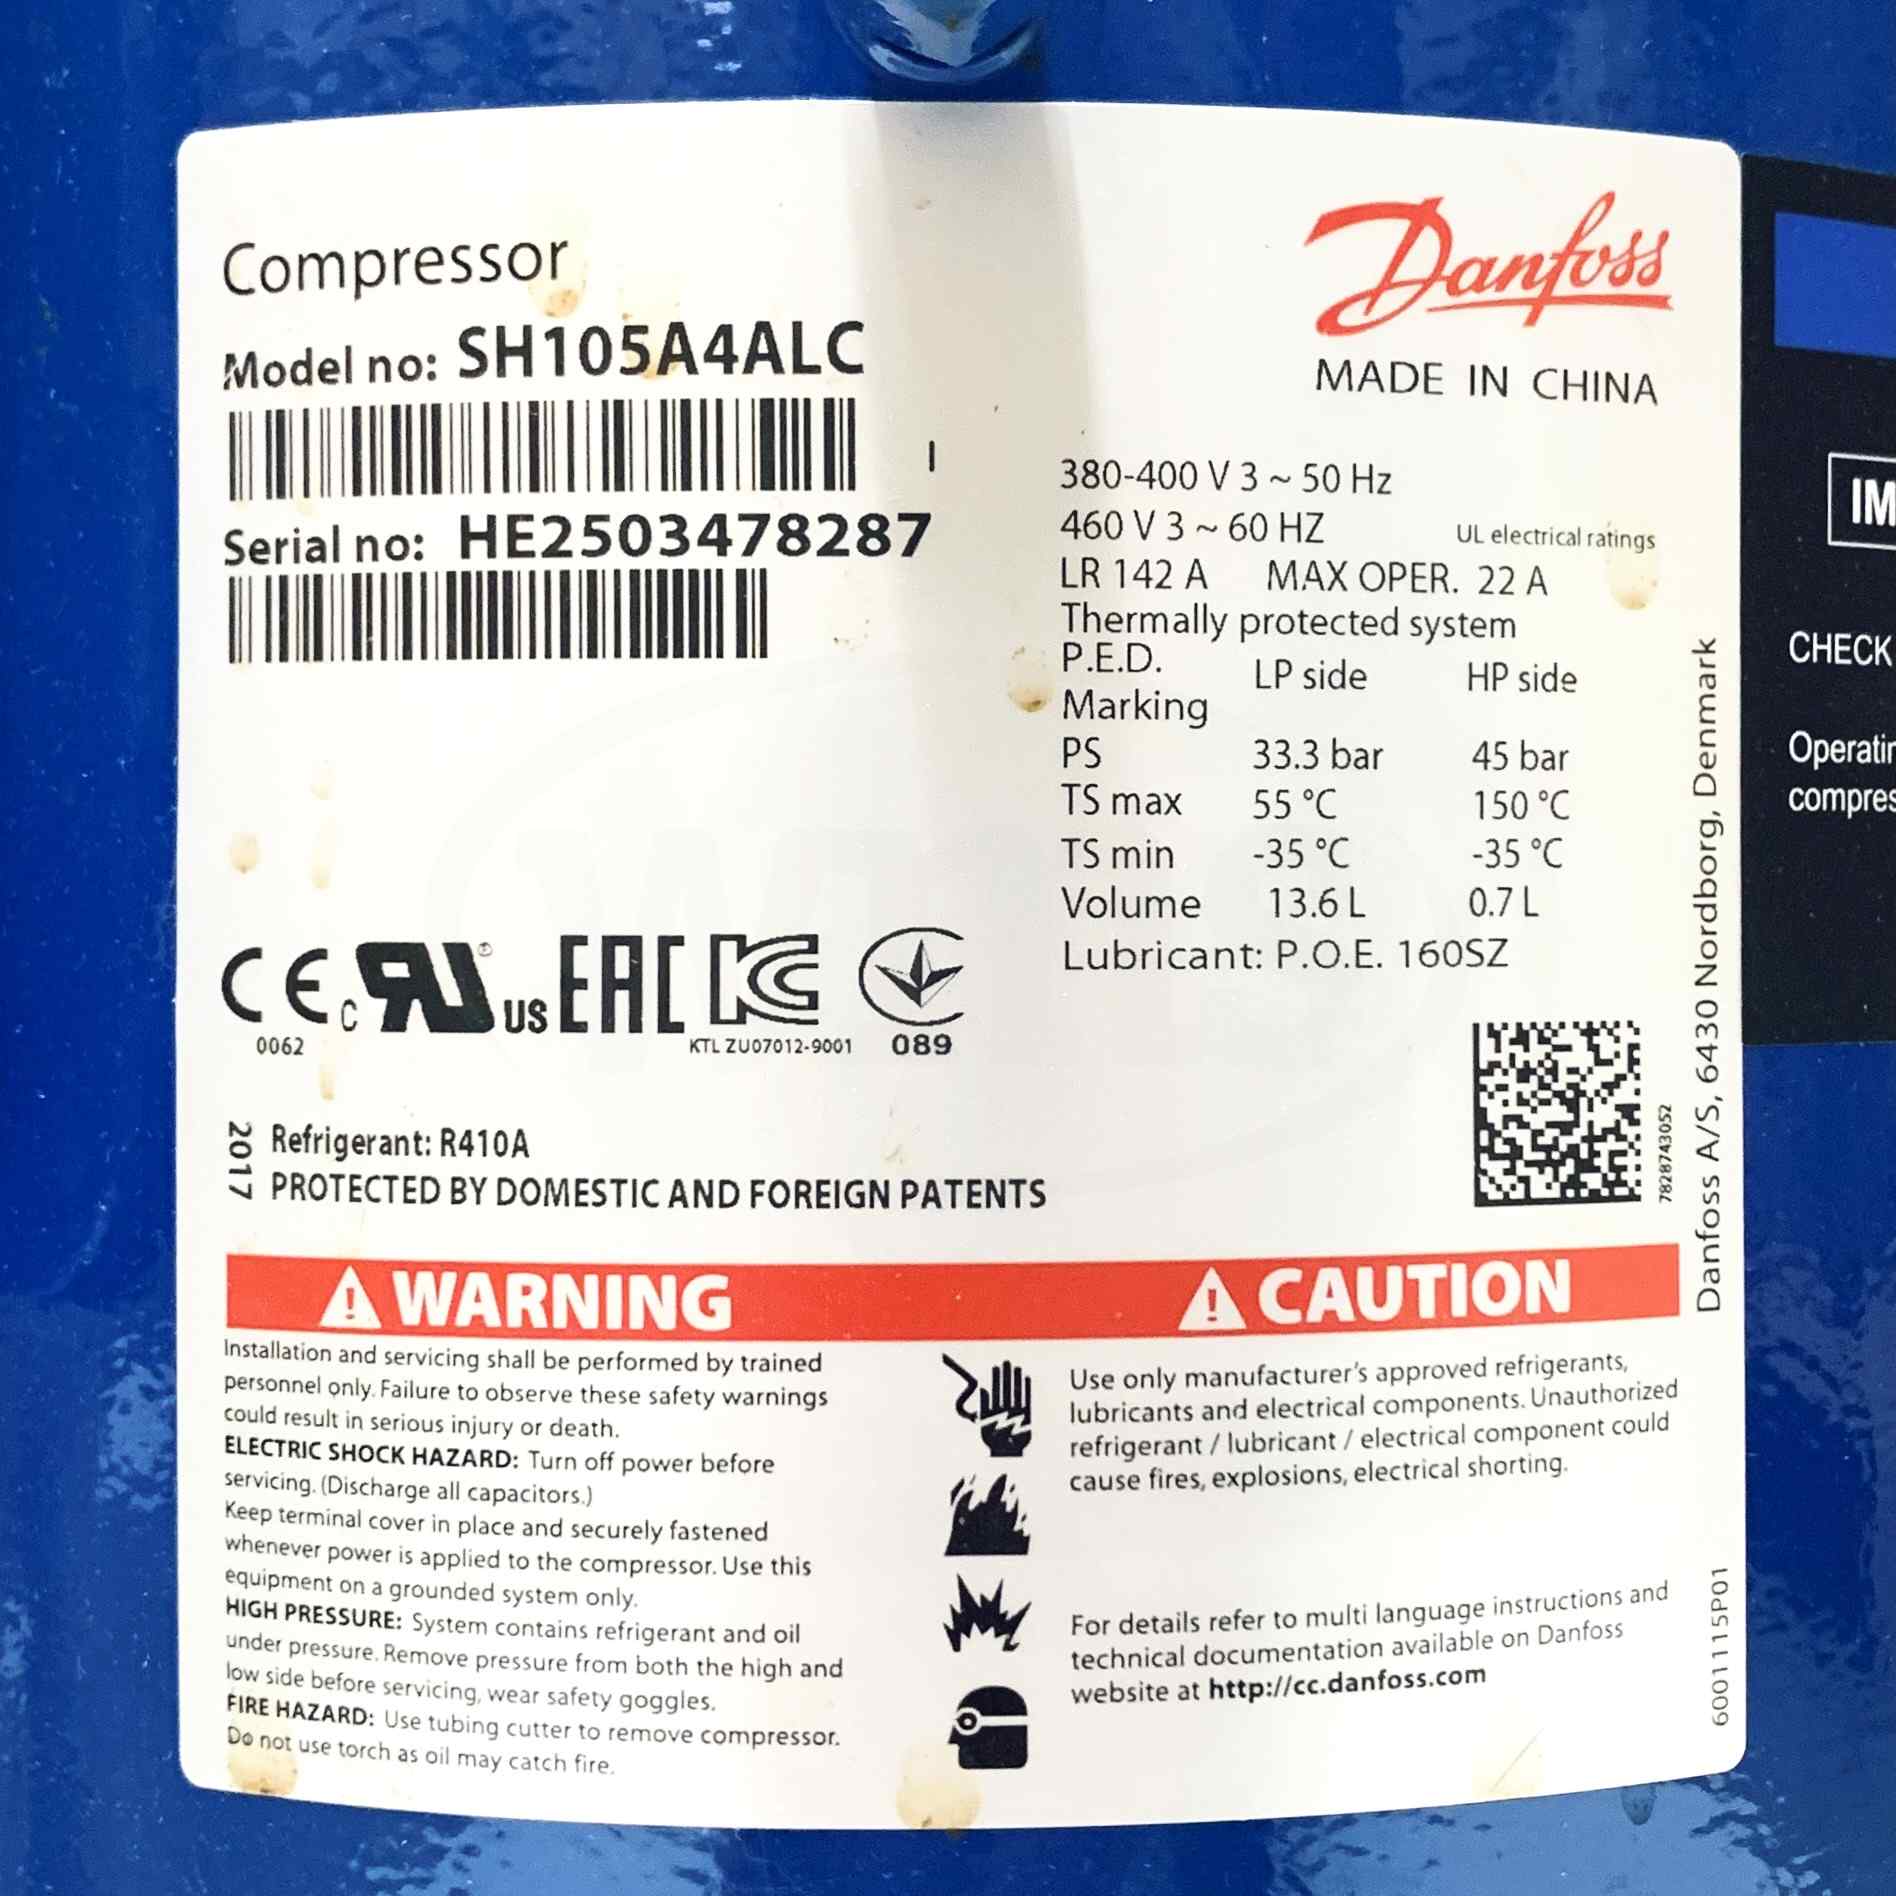 Compressor
Model no: SH105A4ALC
I
Serial no: HE2503478287
Danfoss
MADE IN CHINA
380-400 V 3 ~ 50 Hz
460 V 3 ~ 60 HZ UL electrical ratings
LR 142 A MAX OPER. 22 A
Thermally protected system
P.E.D. LP side HP side
Marking
PS 33.3 bar 45 bar
TS max 55 °C 150 °C
TS min -35 °C -35 °C
Volume 13.6 L 0.7 L
Lubricant: P.O.E. 160SZ
CE c RU ® US EAC KC
0062 KTL ZU07012-9001 089
2017
Refrigerant: R410A
PROTECTED BY DOMESTIC AND FOREIGN PATENTS
7828743052
Danfoss A/S, 6430 Nordborg, Denmark
WARNING
Installation and servicing shall be performed by trained
personnel only. Failure to observe these safety warnings
could result in serious injury or death.
ELECTRIC SHOCK HAZARD: Turn off power before
servicing. (Discharge all capacitors.)
Keep terminal cover in place and securely fastened
whenever power is applied to the compressor. Use this
equipment on a grounded system only.
HIGH PRESSURE: System contains refrigerant and oil
under pressure. Remove pressure from both the high and
low side before servicing, wear safety goggles.
FIRE HAZARD: Use tubing cutter to remove compressor.
Do not use torch as oil may catch fire.
CAUTION
Use only manufacturer's approved refrigerants,
lubricants and electrical components. Unauthorized
refrigerant / lubricant / electrical component could
cause fires, explosions, electrical shorting.
For details refer to multi language instructions and
technical documentation available on Danfoss
website at http://cc.danfoss.com
6001115P01
IM
CHECK
Operatin
compres